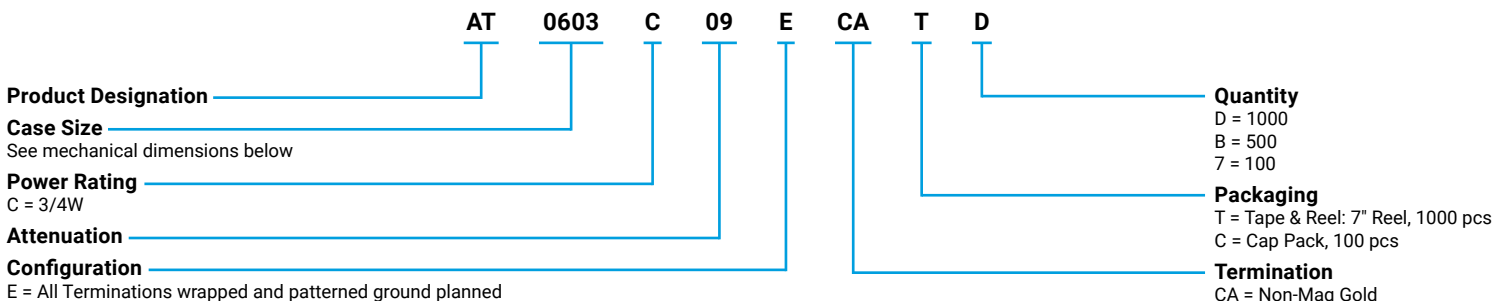 AT 0603 C 09 E CA T D
Product Designation
Case Size
See mechanical dimensions below
Power Rating
C = 3/4W
Attenuation
Configuration
E = All Terminations wrapped and patterned ground planned
Quantity
D = 1000
B = 500
7 = 100
Packaging
T = Tape & Reel: 7" Reel, 1000 pcs
C = Cap Pack, 100 pcs
Termination
CA = Non-Mag Gold